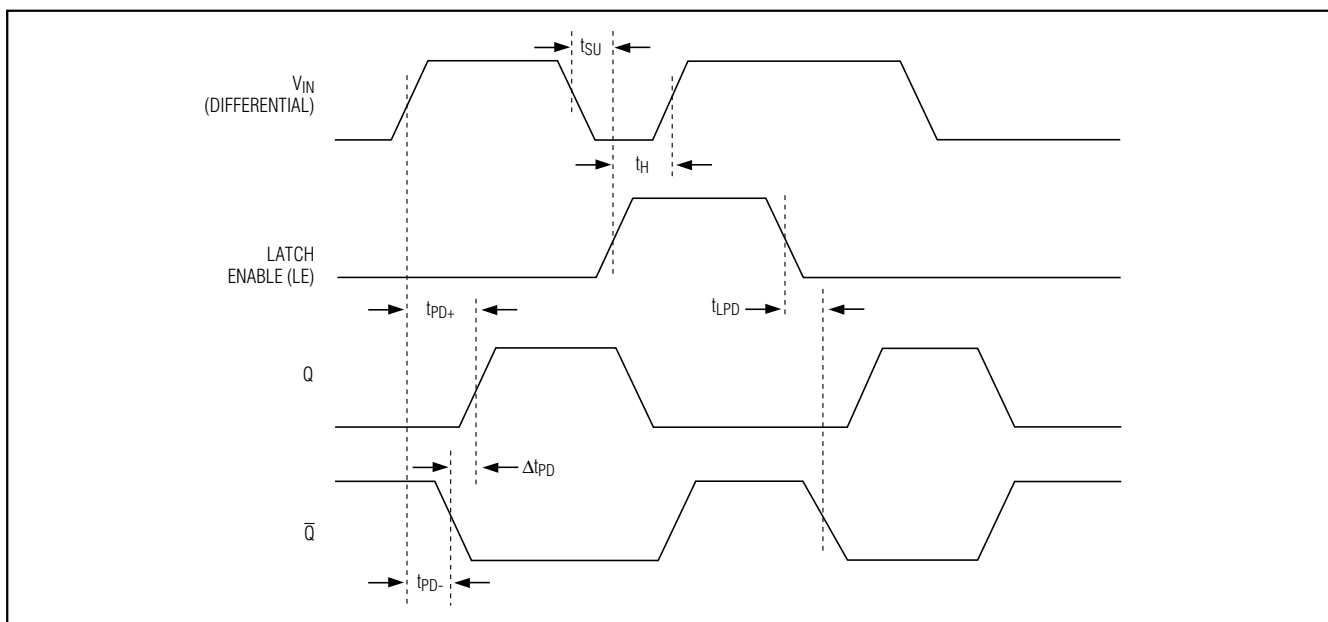 tSU
VIN
(DIFFERENTIAL)
tH
LATCH
ENABLE (LE)
tPD+
tLPD
Q
ΔtPD
Q̅
tPD-